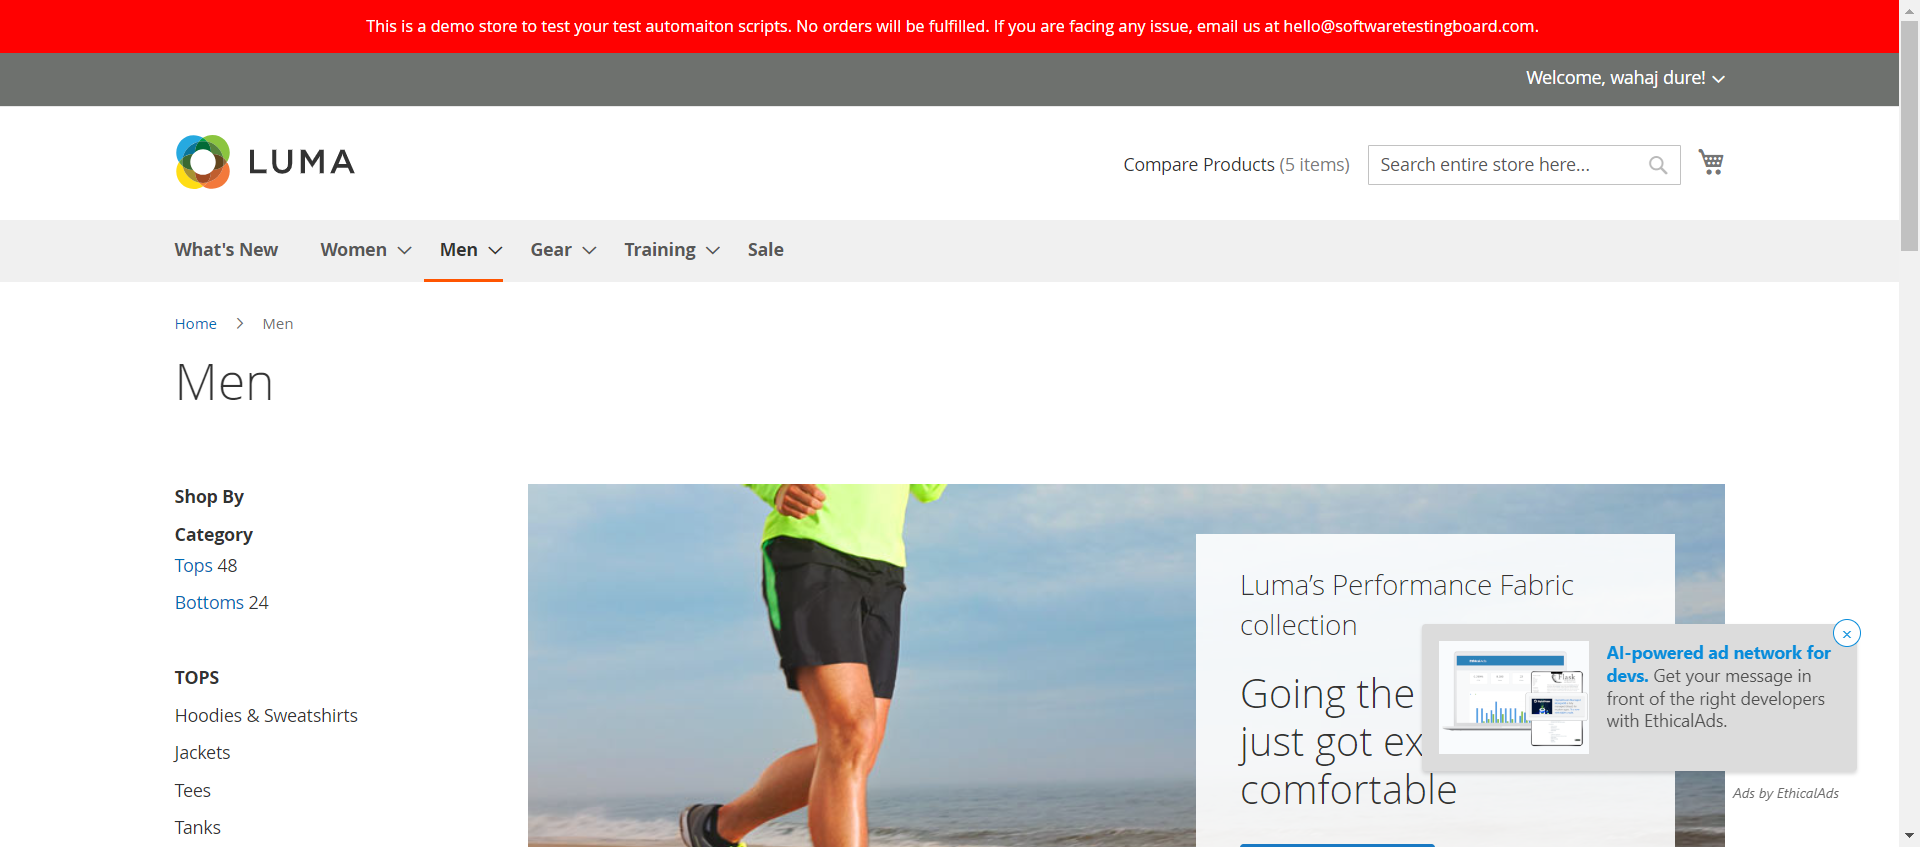 This is a demo store to test your test automaiton scripts. No orders will be fulfilled. If you are facing any issue, email us at hello@softwaretestingboard.com.
Welcome, wahaj dure!
LUMA
Compare Products (5 items)
Search entire store here...
What's New
Women
Men
Gear
Training
Sale
Home
Men
Men
Shop By
Category
Tops 48
Bottoms 24
TOPS
Hoodies & Sweatshirts
Jackets
Tees
Tanks
Luma's Performance Fabric
collection
Going the
just got ex
comfortable
AI-powered ad network for
devs. Get your message in
front of the right developers
with EthicalAds.
Ads by EthicalAds